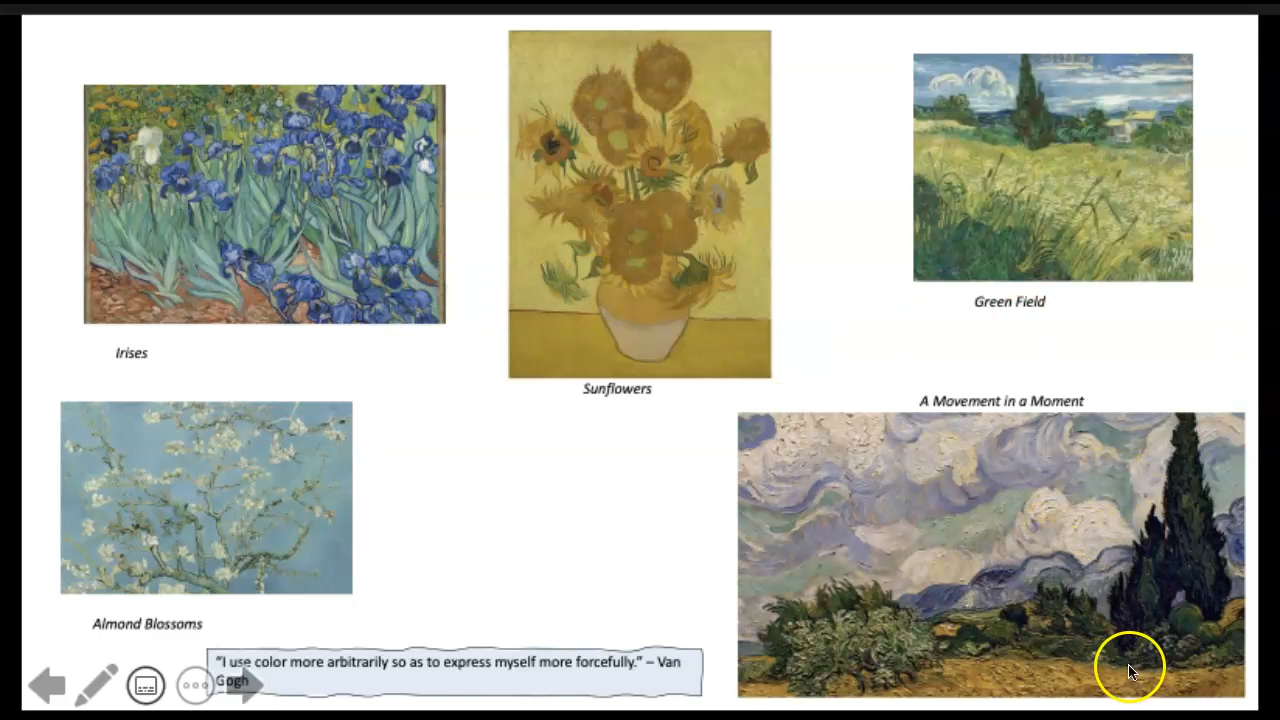 Irises
Sunflowers
Green Field
A Movement in a Moment
Almond Blossoms
“I use color more arbitrarily so as to express myself more forcefully.” – Van
Gogh